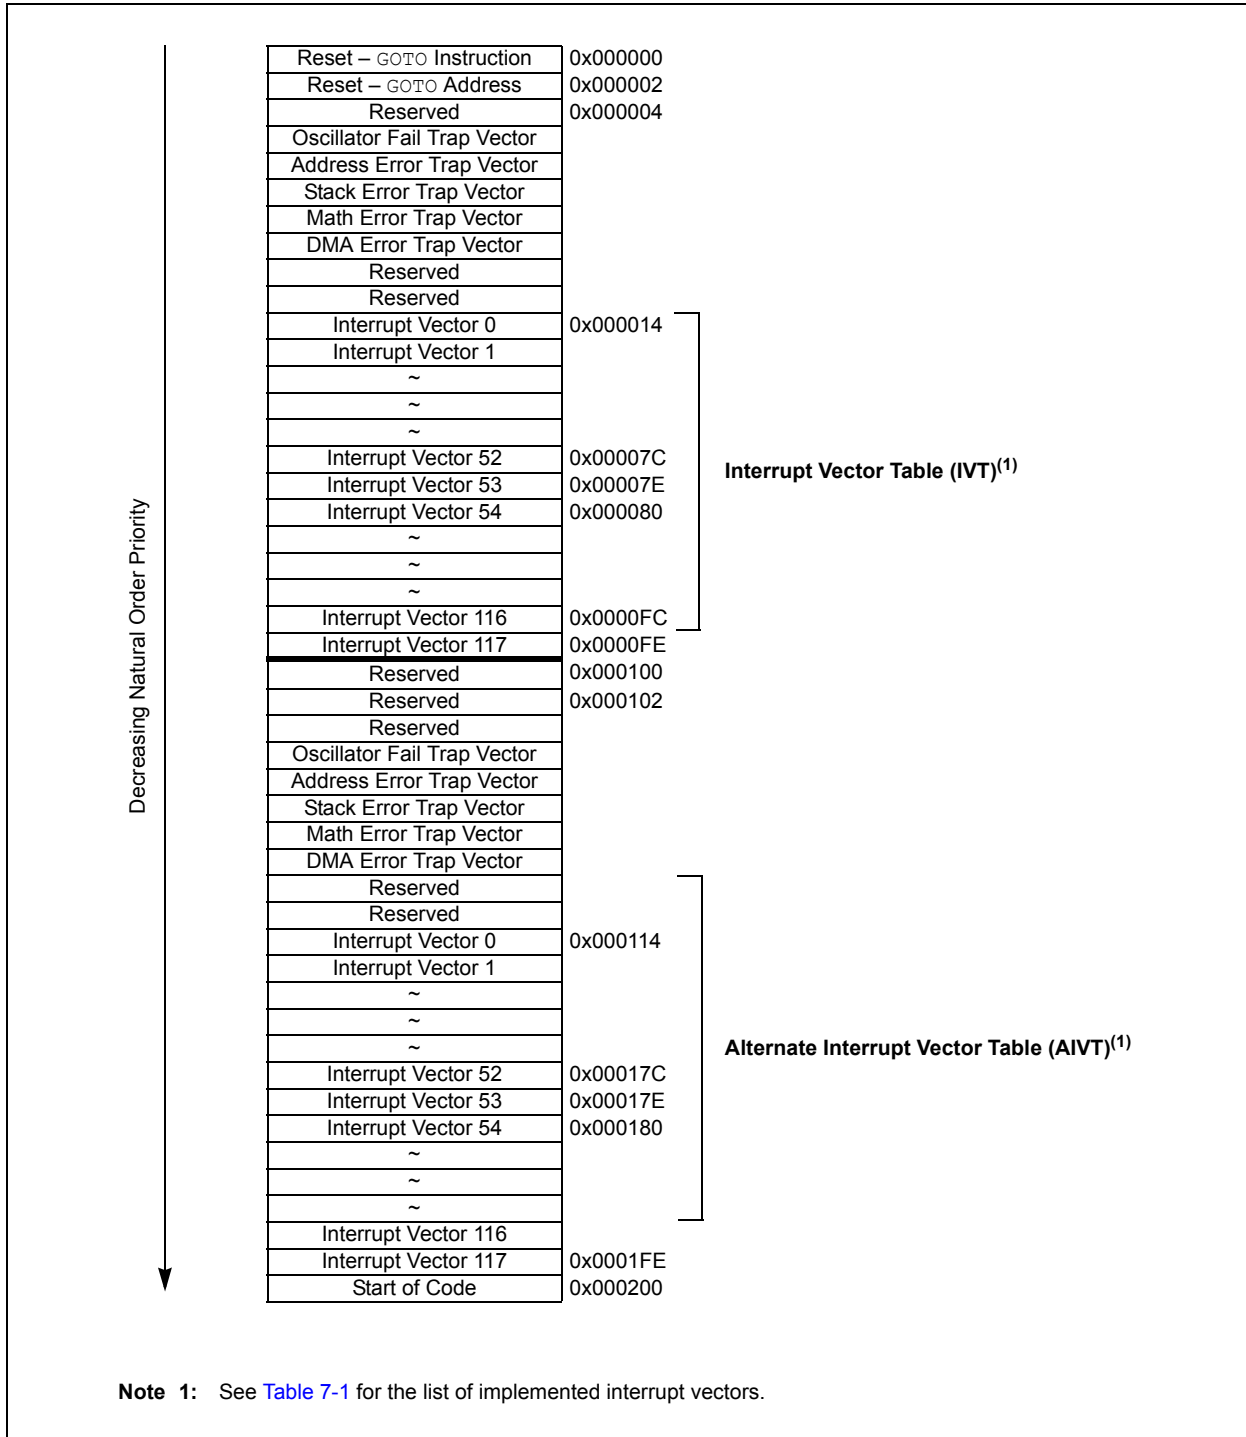 Reset – GOTO Instruction 0x000000
Reset – GOTO Address 0x000002
Reserved 0x000004
Oscillator Fail Trap Vector
Address Error Trap Vector
Stack Error Trap Vector
Math Error Trap Vector
DMA Error Trap Vector
Reserved
Reserved
Interrupt Vector 0 0x000014
Interrupt Vector 1
~
~
~
Interrupt Vector 52 0x00007C
Interrupt Vector Table (IVT)(1)
Interrupt Vector 53 0x00007E
Interrupt Vector 54 0x000080
~
~
~
Interrupt Vector 116 0x0000FC
Interrupt Vector 117 0x0000FE
Decreasing Natural Order Priority
Reserved 0x000100
Reserved 0x000102
Reserved
Oscillator Fail Trap Vector
Address Error Trap Vector
Stack Error Trap Vector
Math Error Trap Vector
DMA Error Trap Vector
Reserved
Reserved
Interrupt Vector 0 0x000114
Interrupt Vector 1
~
~
~
Alternate Interrupt Vector Table (AIVT)(1)
Interrupt Vector 52 0x00017C
Interrupt Vector 53 0x00017E
Interrupt Vector 54 0x000180
~
~
~
Interrupt Vector 116
Interrupt Vector 117 0x0001FE
Start of Code 0x000200
Note 1: See Table 7-1 for the list of implemented interrupt vectors.